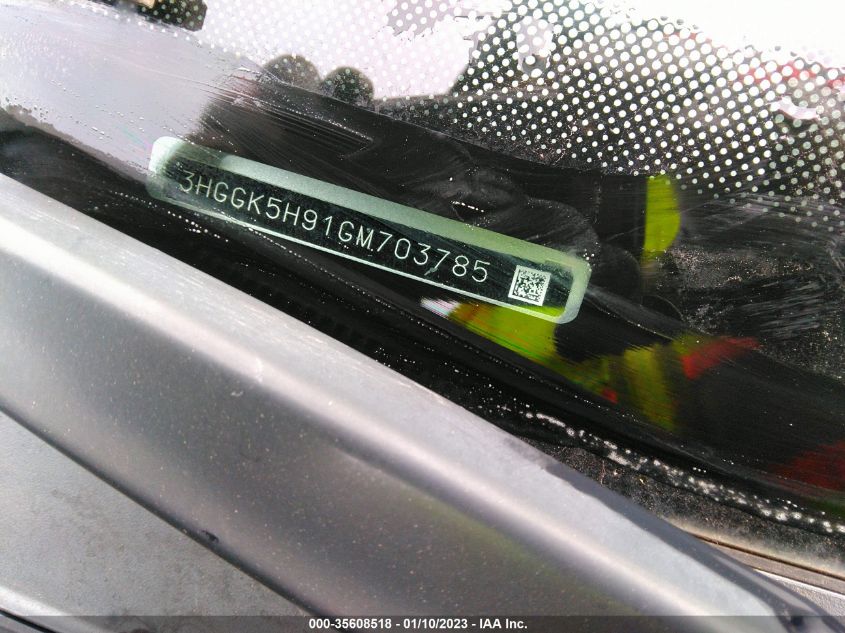 3HGGK5H91GM703785
000-35608518 - 01/10/2023 - IAA Inc.